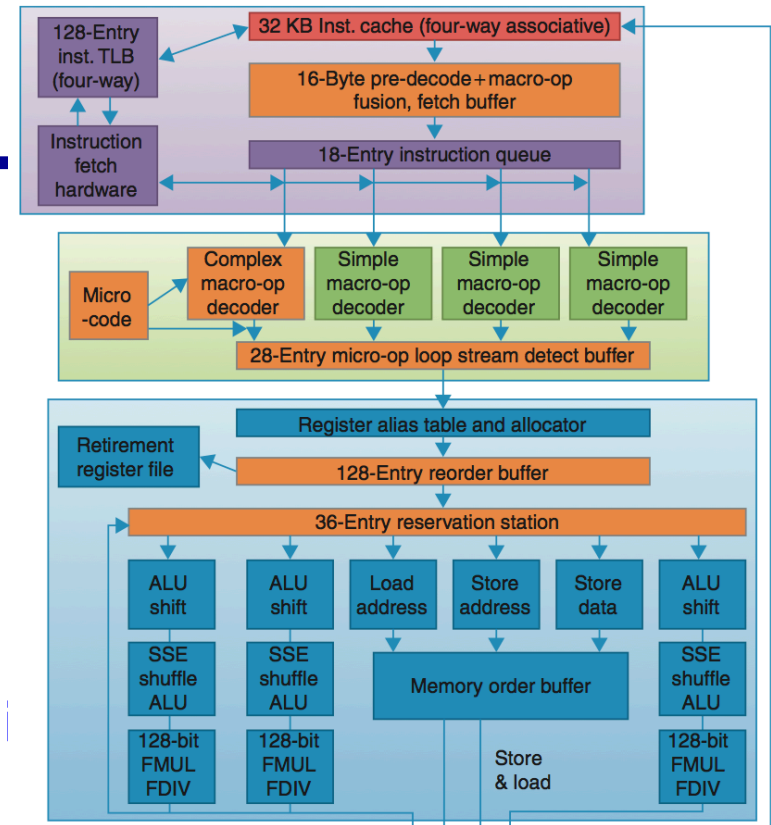 128-Entry
inst. TLB
(four-way)
32 KB Inst. cache (four-way associative)
16-Byte pre-decode+macro-op
fusion, fetch buffer
Instruction
fetch
hardware
18-Entry instruction queue
Micro
-code
Complex
macro-op
decoder
Simple
macro-op
decoder
Simple
macro-op
decoder
Simple
macro-op
decoder
28-Entry micro-op loop stream detect buffer
Register alias table and allocator
Retirement
register file
128-Entry reorder buffer
36-Entry reservation station
ALU
shift
ALU
shift
Load
address
Store
address
Store
data
ALU
shift
SSE
shuffle
ALU
SSE
shuffle
ALU
Memory order buffer
SSE
shuffle
ALU
128-bit
FMUL
FDIV
128-bit
FMUL
FDIV
Store
& load
128-bit
FMUL
FDIV